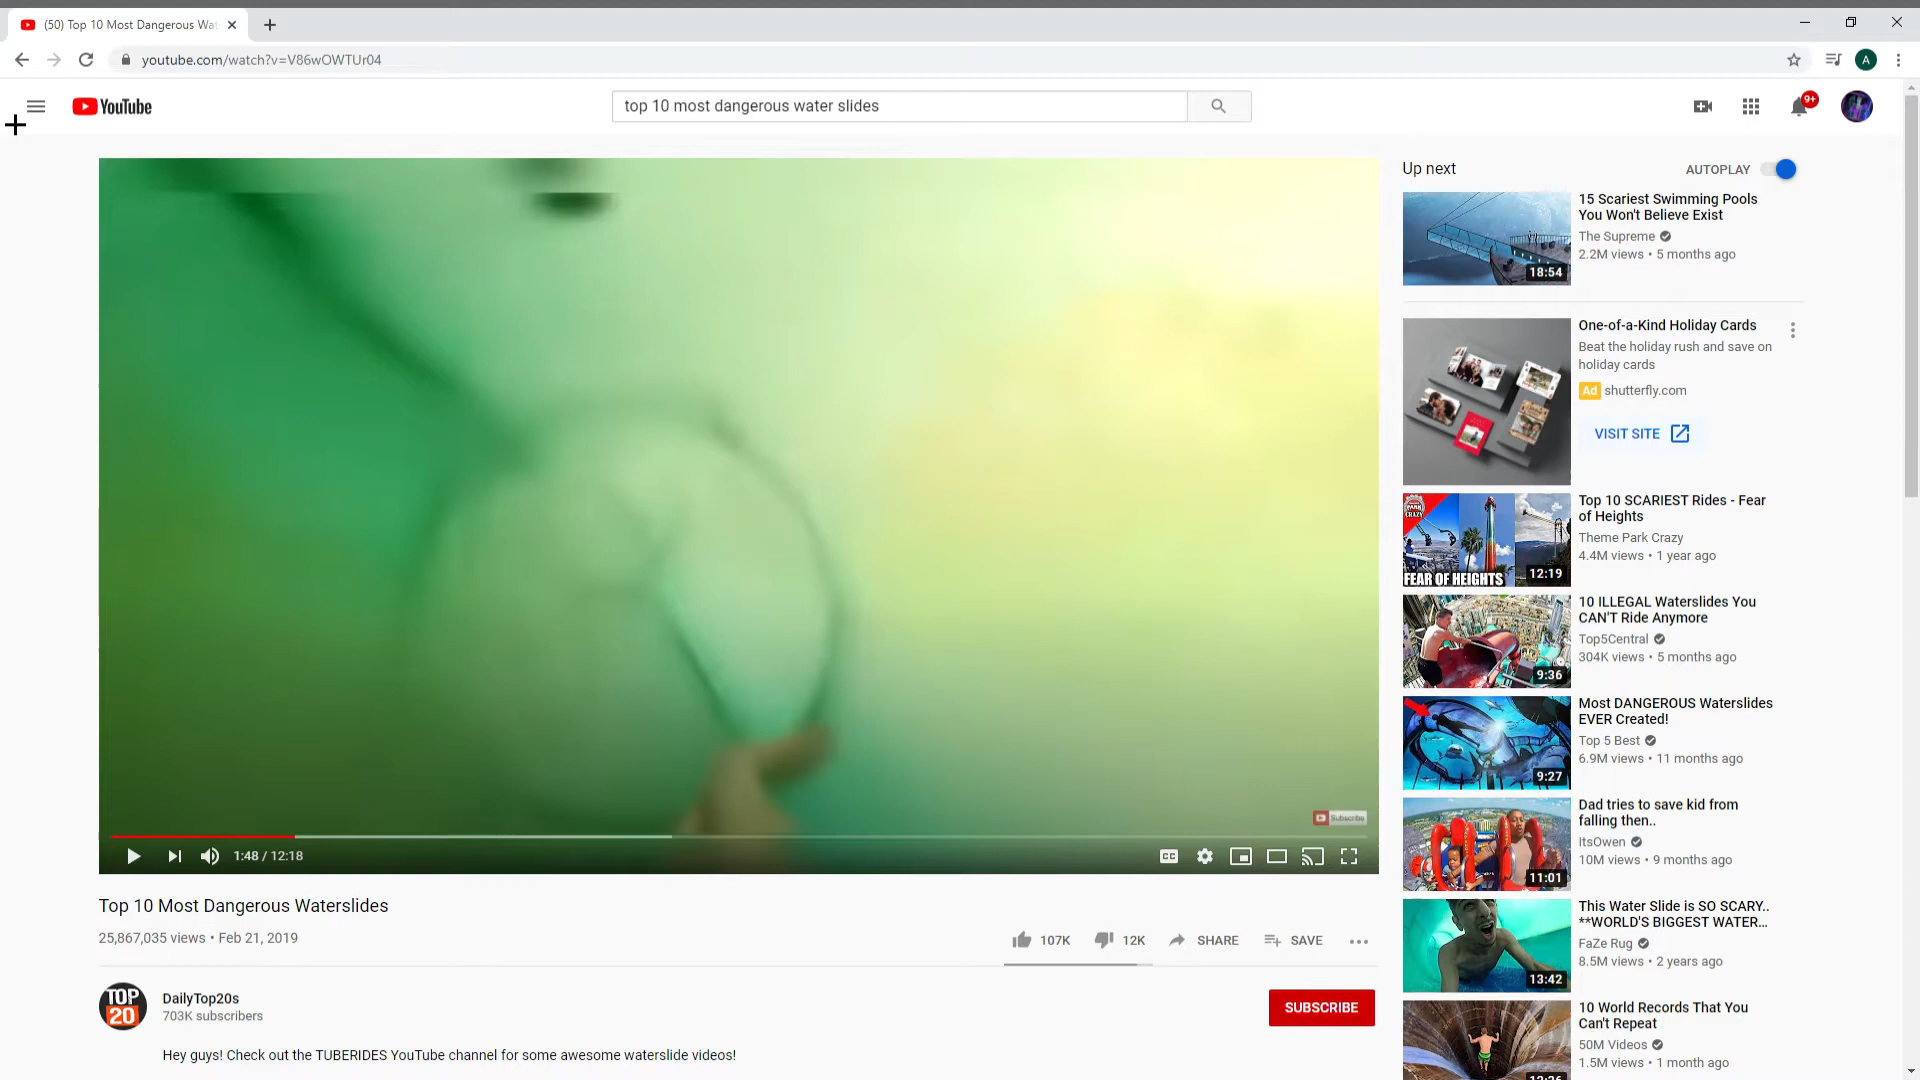 (50) Top 10 Most Dangerous Wat
youtube.com/watch?v=V86wOWTUr04
A
YouTube
top 10 most dangerous water slides
9+
Subscribe
1:48 / 12:18
CC
Top 10 Most Dangerous Waterslides
25,867,035 views • Feb 21, 2019
107K
12K
SHARE
SAVE
TOP
20
DailyTop20s
703K subscribers
SUBSCRIBE
Hey guys! Check out the TUBERIDES YouTube channel for some awesome waterslide videos!
Up next
AUTOPLAY
18:54
15 Scariest Swimming Pools
You Won't Believe Exist
The Supreme
2.2M views • 5 months ago
One-of-a-Kind Holiday Cards
Beat the holiday rush and save on
holiday cards
Ad shutterfly.com
VISIT SITE
PARK
CRAZY
FEAR OF HEIGHTS
12:19
Top 10 SCARIEST Rides - Fear
of Heights
Theme Park Crazy
4.4M views • 1 year ago
9:36
10 ILLEGAL Waterslides You
CAN'T Ride Anymore
Top5Central
304K views • 5 months ago
9:27
Most DANGEROUS Waterslides
EVER Created!
Top 5 Best
6.9M views • 11 months ago
11:01
Dad tries to save kid from
falling then..
ItsOwen
10M views • 9 months ago
13:42
This Water Slide is SO SCARY..
**WORLD'S BIGGEST WATER...
FaZe Rug
8.5M views • 2 years ago
10 World Records That You
Can't Repeat
50M Videos
1.5M views • 1 month ago